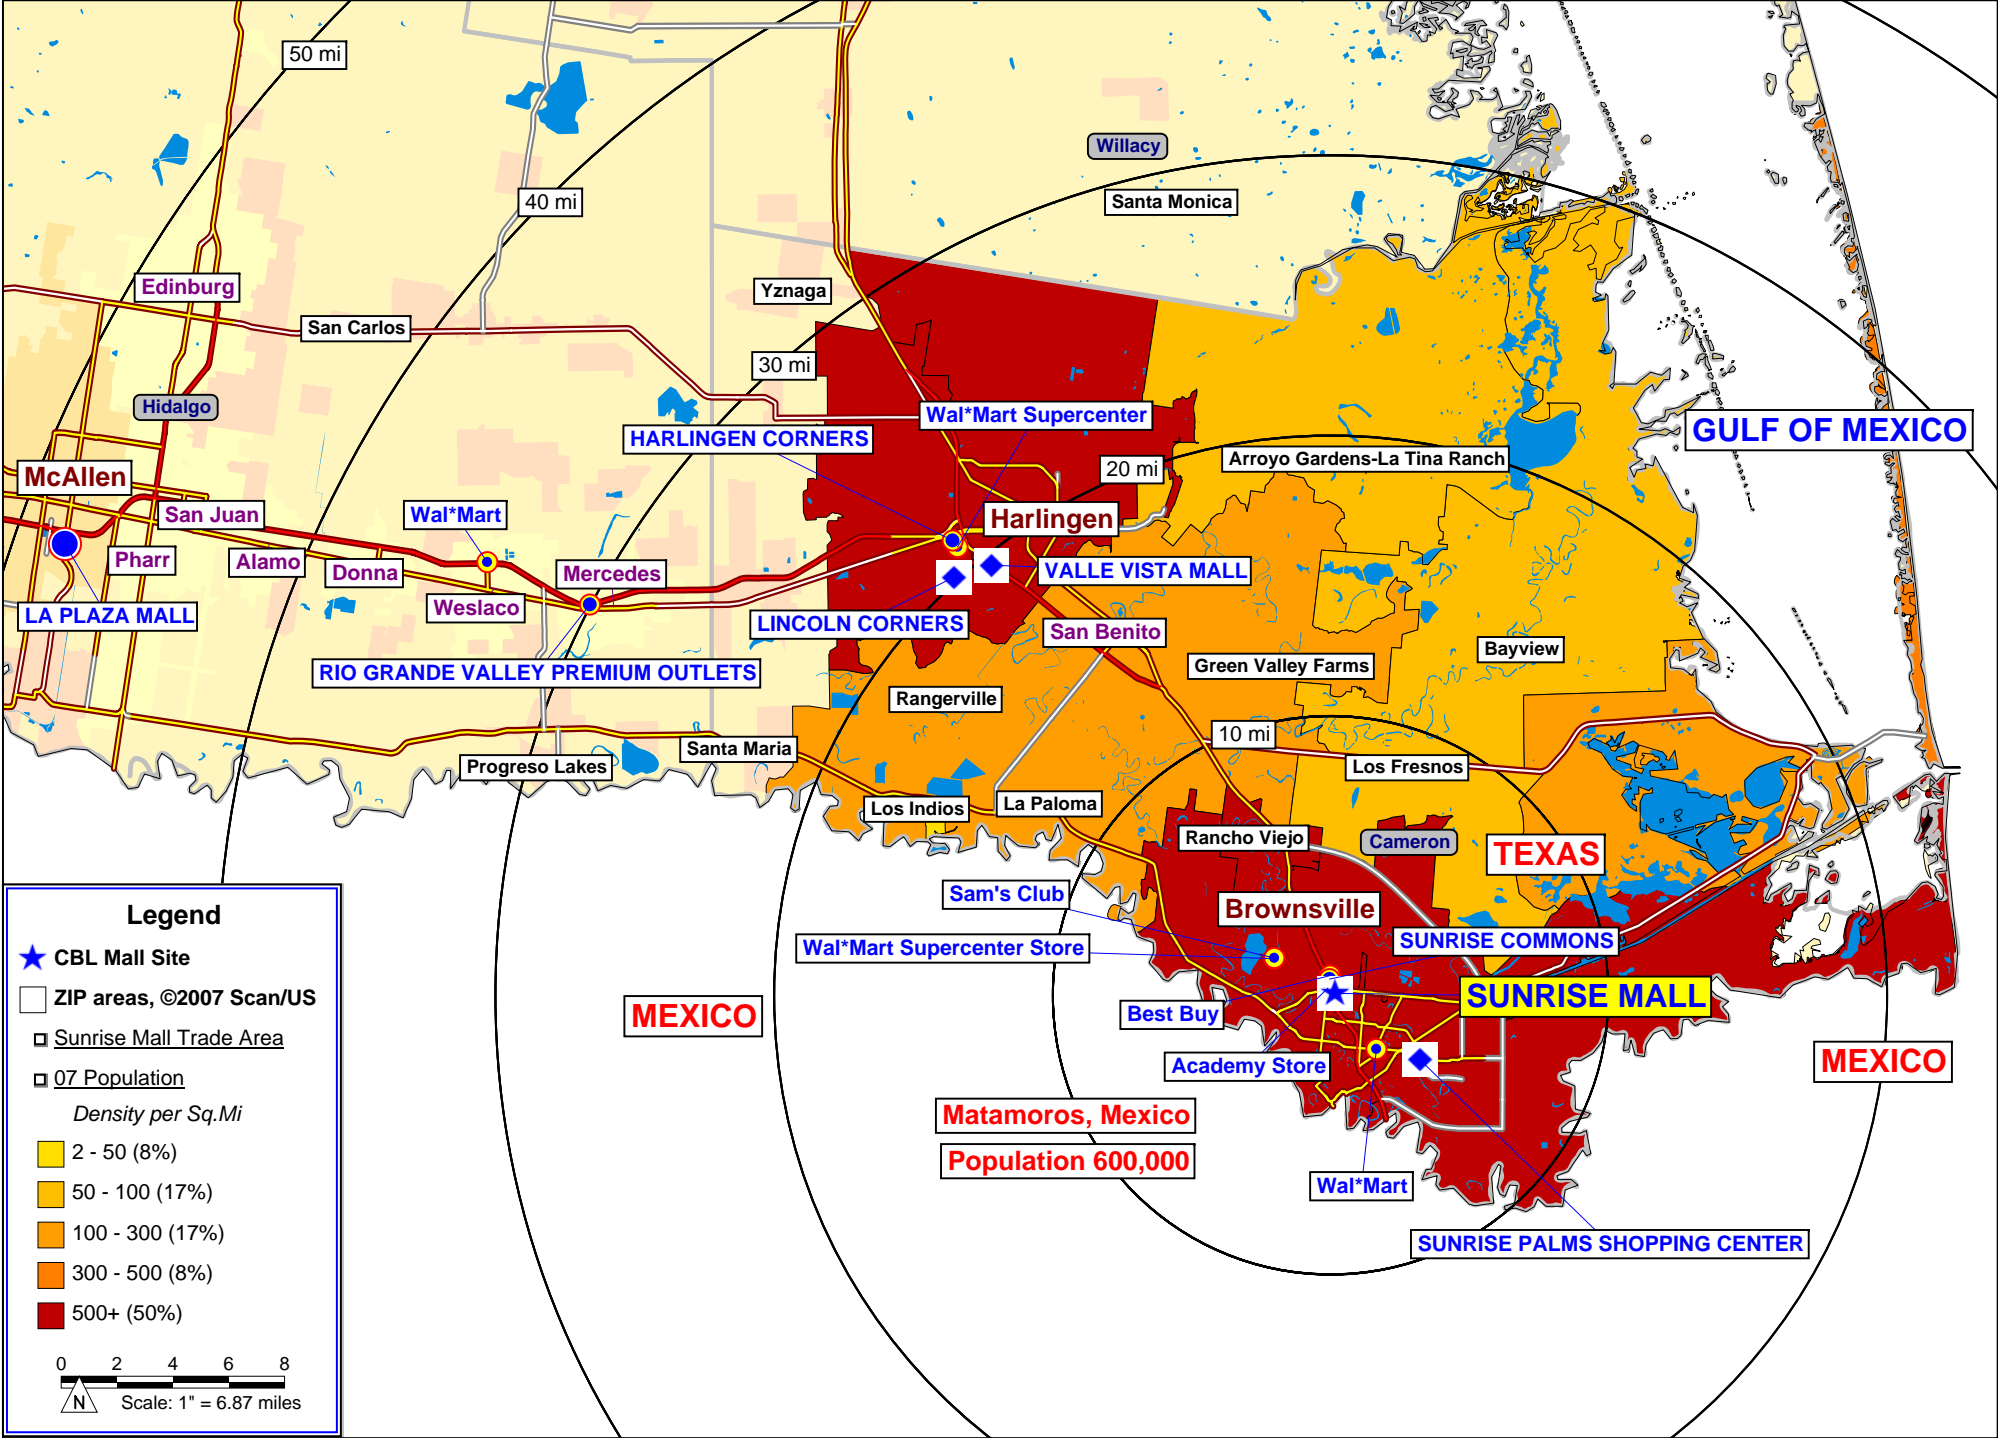 50 mi
Willacy
40 mi
Santa Monica
Edinburg
Yznaga
San Carlos
30 mi
Hidalgo
Wal*Mart Supercenter
GULF OF MEXICO
HARLINGEN CORNERS
Arroyo Gardens-La Tina Ranch
20 mi
McAllen
San Juan
Wal*Mart
Harlingen
Pharr
Alamo
Donna
Mercedes
VALLE VISTA MALL
Weslaco
LA PLAZA MALL
LINCOLN CORNERS
San Benito
Bayview
Green Valley Farms
RIO GRANDE VALLEY PREMIUM OUTLETS
Rangerville
10 mi
Santa Maria
Progreso Lakes
Los Fresnos
Los Indios
La Paloma
Rancho Viejo
Cameron
TEXAS
Sam's Club
Brownsville
Wal*Mart Supercenter Store
SUNRISE COMMONS
SUNRISE MALL
MEXICO
Best Buy
Academy Store
MEXICO
Matamoros, Mexico
Population 600,000
Wal*Mart
SUNRISE PALMS SHOPPING CENTER
Legend
CBL Mall Site
ZIP areas, ©2007 Scan/US
Sunrise Mall Trade Area
07 Population
Density per Sq.Mi
2 - 50 (8%)
50 - 100 (17%)
100 - 300 (17%)
300 - 500 (8%)
500+ (50%)
0 2 4 6 8
N
Scale: 1" = 6.87 miles